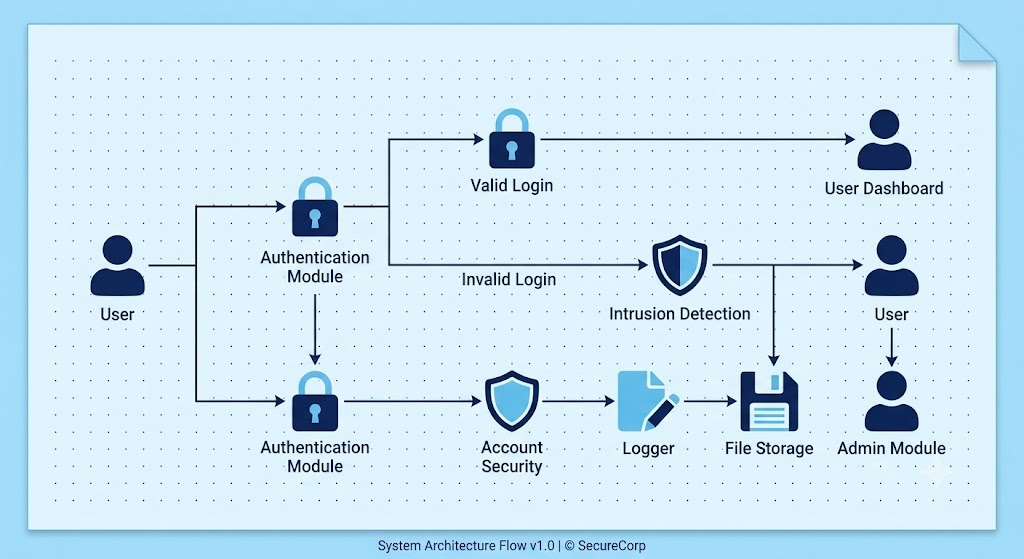 Valid Login
User Dashboard
Authentication
Module
User
Invalid Login
Intrusion Detection
User
Authentication
Module
Account
Security
Logger
File Storage
Admin Module
System Architecture Flow v1.0 | © SecureCorp